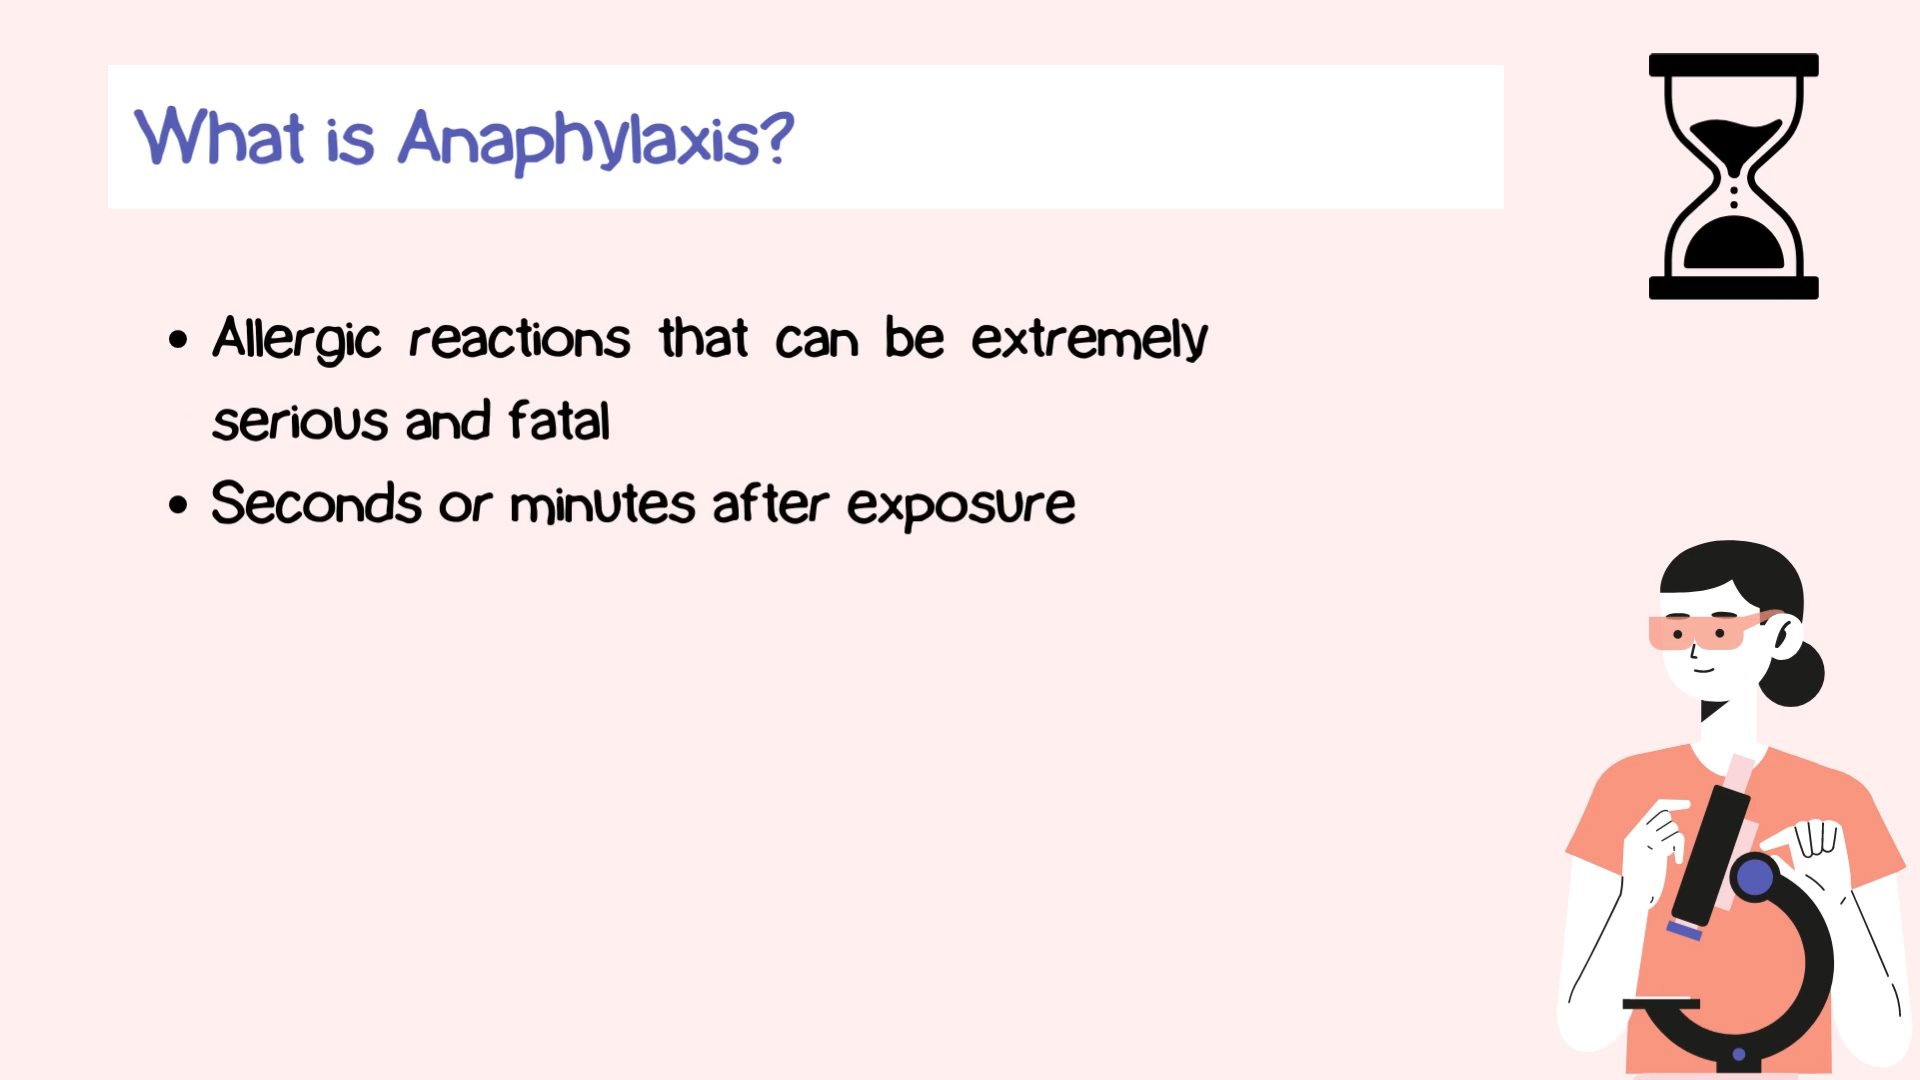 What is Anaphylaxis?
• Allergic reactions that can be extremely
serious and fatal
• Seconds or minutes after exposure